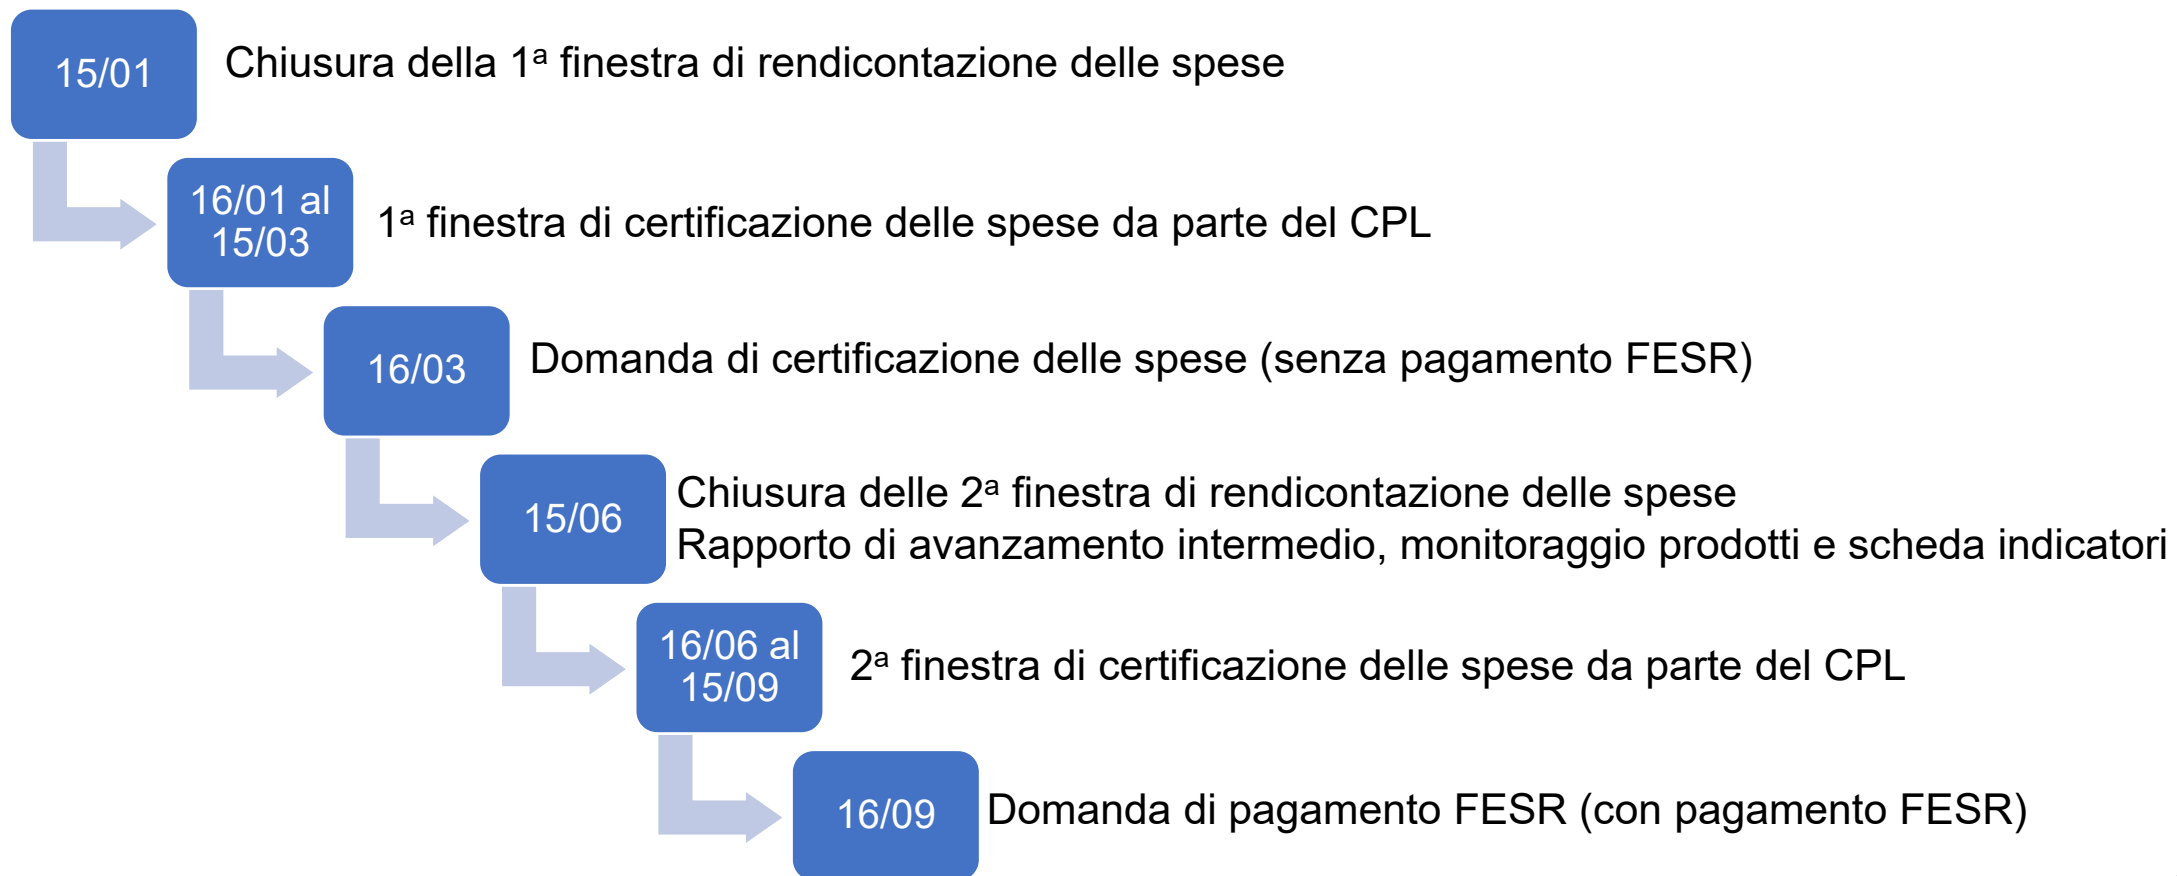 15/01
Chiusura della 1ª finestra di rendicontazione delle spese
16/01 al
15/03
1ª finestra di certificazione delle spese da parte del CPL
16/03
Domanda di certificazione delle spese (senza pagamento FESR)
15/06
Chiusura delle 2ª finestra di rendicontazione delle spese
Rapporto di avanzamento intermedio, monitoraggio prodotti e scheda indicatori
16/06 al
15/09
2ª finestra di certificazione delle spese da parte del CPL
16/09
Domanda di pagamento FESR (con pagamento FESR)